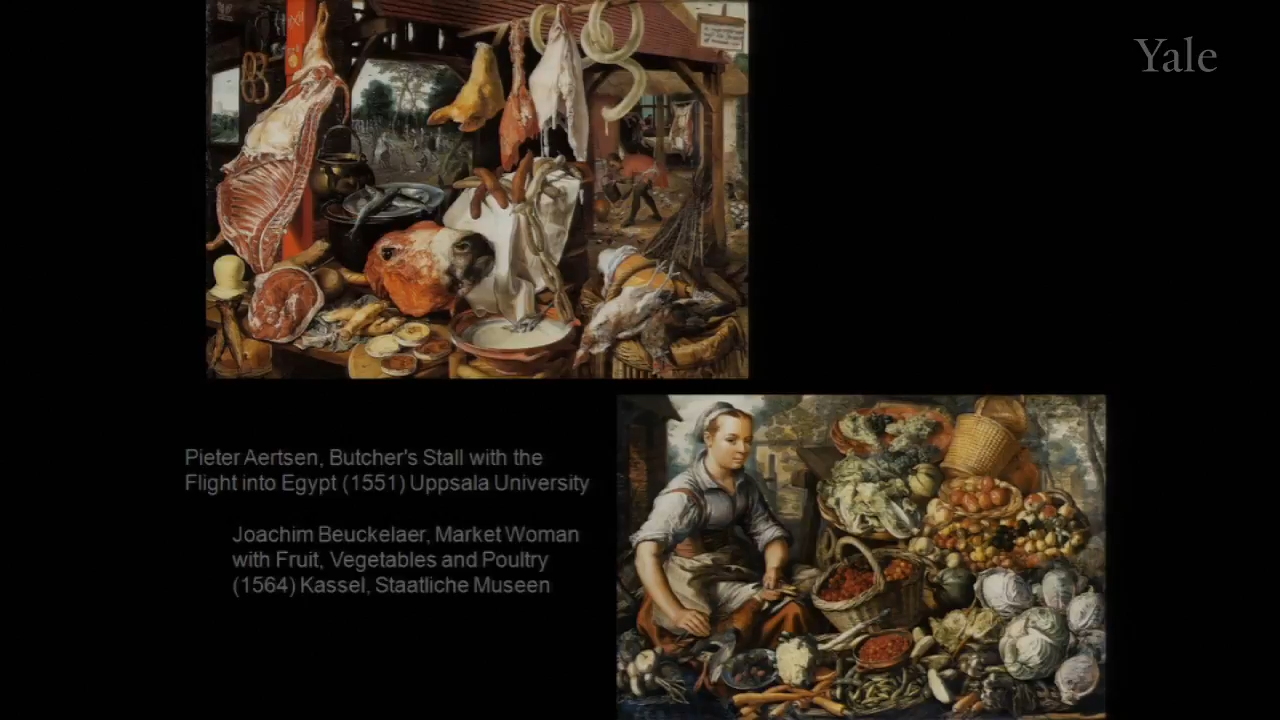 Yale
Pieter Aertsen, Butcher's Stall with the
Flight into Egypt (1551) Uppsala University
Joachim Beuckelaer, Market Woman
with Fruit, Vegetables and Poultry
(1564) Kassel, Staatliche Museen